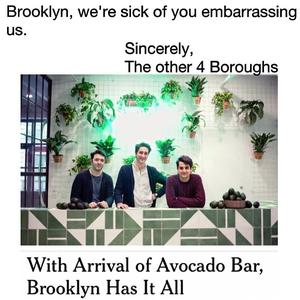 Brooklyn, we're sick of you embarrassing
us.
Sincerely,
The other 4 Boroughs
With Arrival of Avocado Bar,
Brooklyn Has It All